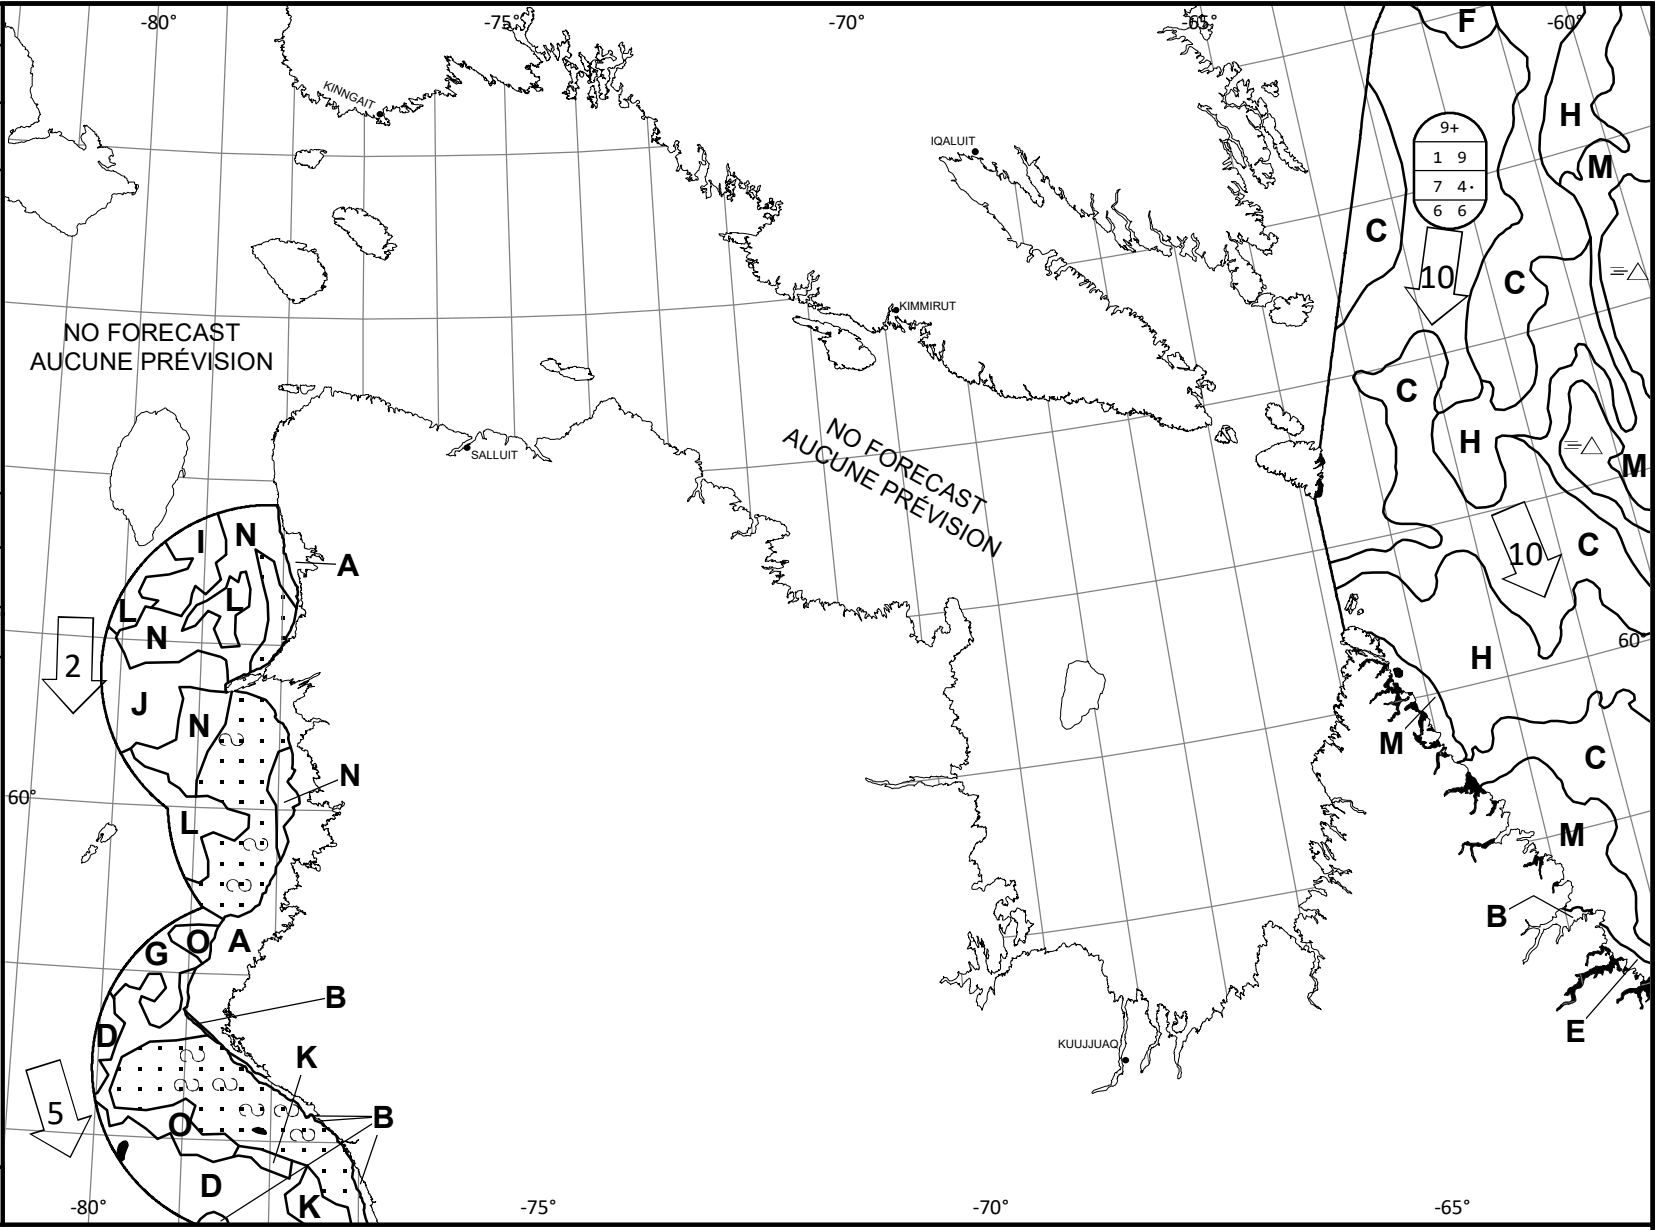 -80°
-75°
-70°
-65°
-60°
F
KINNGAIT
H
9+
1 9
7 4·
6 6
IQALUIT
M
C
10
C
KIMMIRUT
NO FORECAST
AUCUNE PRÉVISION
C
NO FORECAST
AUCUNE PRÉVISION
H
SALLUIT
M
I
N
A
10
C
L
L
N
60°
2
H
J
N
M
C
N
60°
L
M
B
G
O
A
B
D
E
K
KUUJJUAQ
5
O
B
D
K
-80°
-75°
-70°
-65°